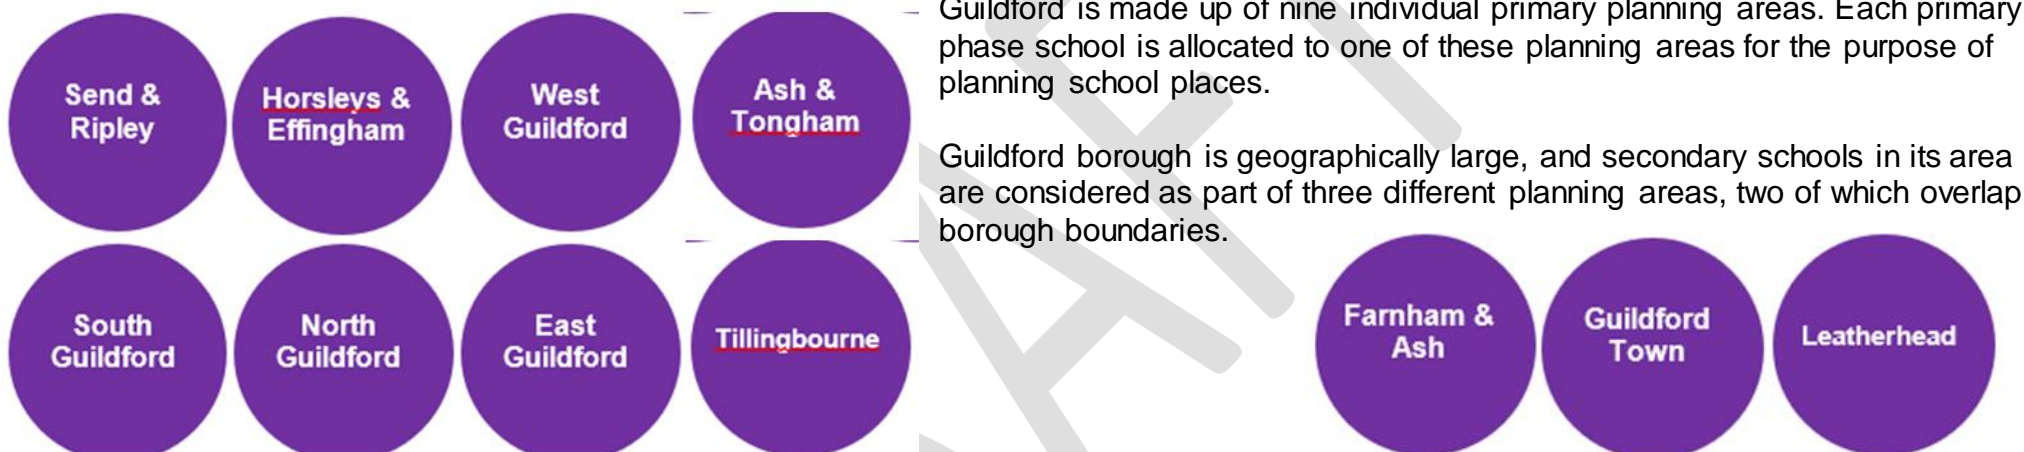 Send &
Ripley
Horsleys &
Effingham
West
Guildford
Ash &
Tongham
South
Guildford
North
Guildford
East
Guildford
Tillingbourne
Guildford is made up of nine individual primary planning areas. Each primary
phase school is allocated to one of these planning areas for the purpose of
planning school places.
Guildford borough is geographically large, and secondary schools in its area
are considered as part of three different planning areas, two of which overlap
borough boundaries.
Farnham &
Ash
Guildford
Town
Leatherhead